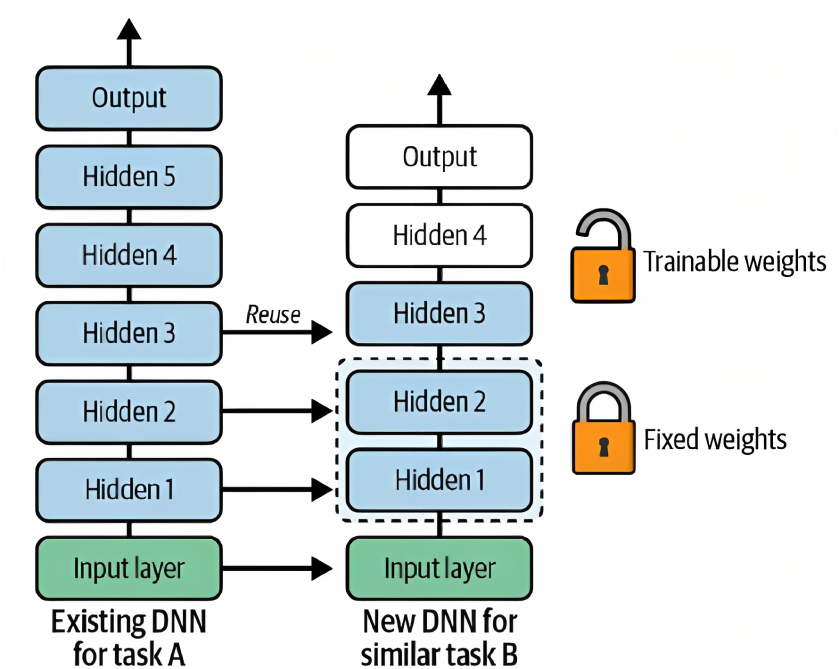 Output
Hidden 5
Hidden 4
Hidden 3
Hidden 2
Hidden 1
Input layer
Existing DNN
for task A
Reuse
Output
Hidden 4
Hidden 3
Hidden 2
Hidden 1
Input layer
New DNN for
similar task B
Trainable weights
Fixed weights